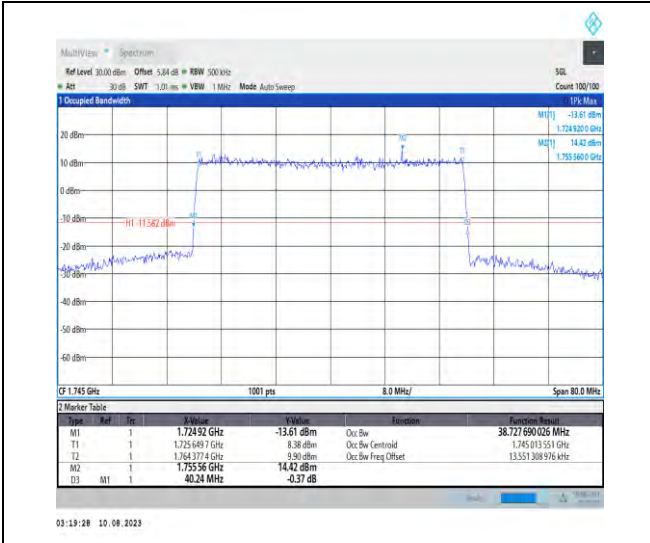 MultiView Spectrum
Ref Level 30.00 dBm Offset 5.84 dB RBW 500 kHz SGL
Att 30 dB SWT 1.01 ms VBW 1 MHz Mode Auto Sweep Count 100/100
1 Occupied Bandwidth 1Pk Max
M1[1] -13.61 dBm
1.724 920 0 GHz
M2[1] 14.42 dBm
1.755 560 0 GHz
20 dBm
M2
T1
T2
10 dBm
0 dBm
-10 dBm
M1
H1 -11.582 dBm
D3
-20 dBm
-30 dBm
-40 dBm
-50 dBm
-60 dBm
CF 1.745 GHz 1001 pts 8.0 MHz/ Span 80.0 MHz
2 Marker Table
Type Ref Trc X-Value Y-Value Function Function Result
M1 1 1.72492 GHz -13.61 dBm Occ Bw 38.727 690 026 MHz
T1 1 1.725 649 7 GHz 8.38 dBm Occ Bw Centroid 1.745 013 551 GHz
T2 1 1.764 377 4 GHz 9.90 dBm Occ Bw Freq Offset 13.551 308 976 kHz
M2 1 1.755 56 GHz 14.42 dBm
D3 M1 1 40.24 MHz -0.37 dB
03:19:28 10.08.2023